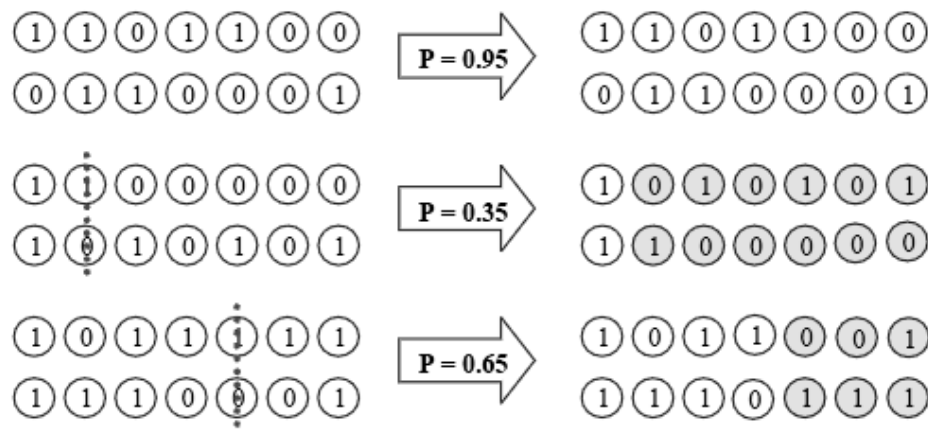 1 1 0 1 1 0 0 P = 0.95 1 1 0 1 1 0 0
0 1 1 0 0 0 1 0 1 1 0 0 0 1
1 1 0 0 0 0 0 P = 0.35 1 0 1 0 1 0 1
1 0 1 0 1 0 1 1 1 0 0 0 0 0
1 0 1 1 1 1 1 P = 0.65 1 0 1 1 0 0 1
1 1 1 0 0 0 1 1 1 1 0 1 1 1